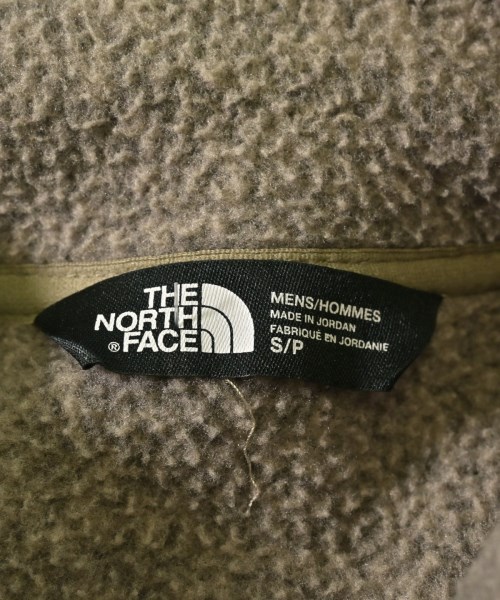 THE
NORTH
® FACE
MENS/HOMMES
MADE IN JORDAN
FABRIQUÉ EN JORDANIE
S/P